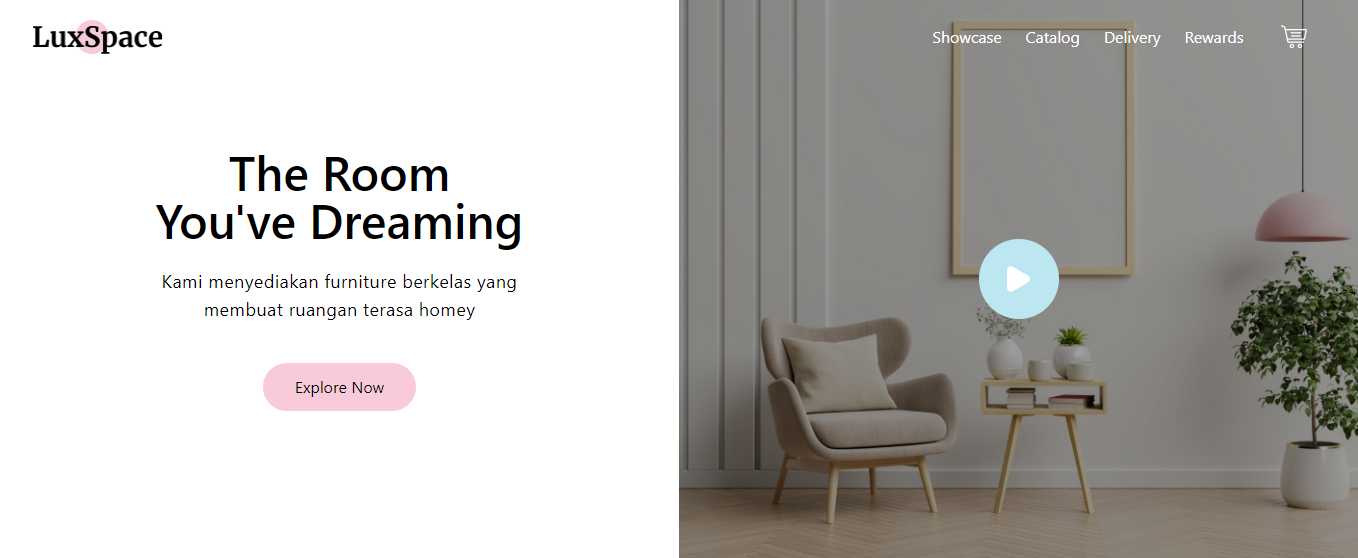 LuxSpace
Showcase Catalog Delivery Rewards
The Room
You've Dreaming
Kami menyediakan furniture berkelas yang
membuat ruangan terasa homey
Explore Now